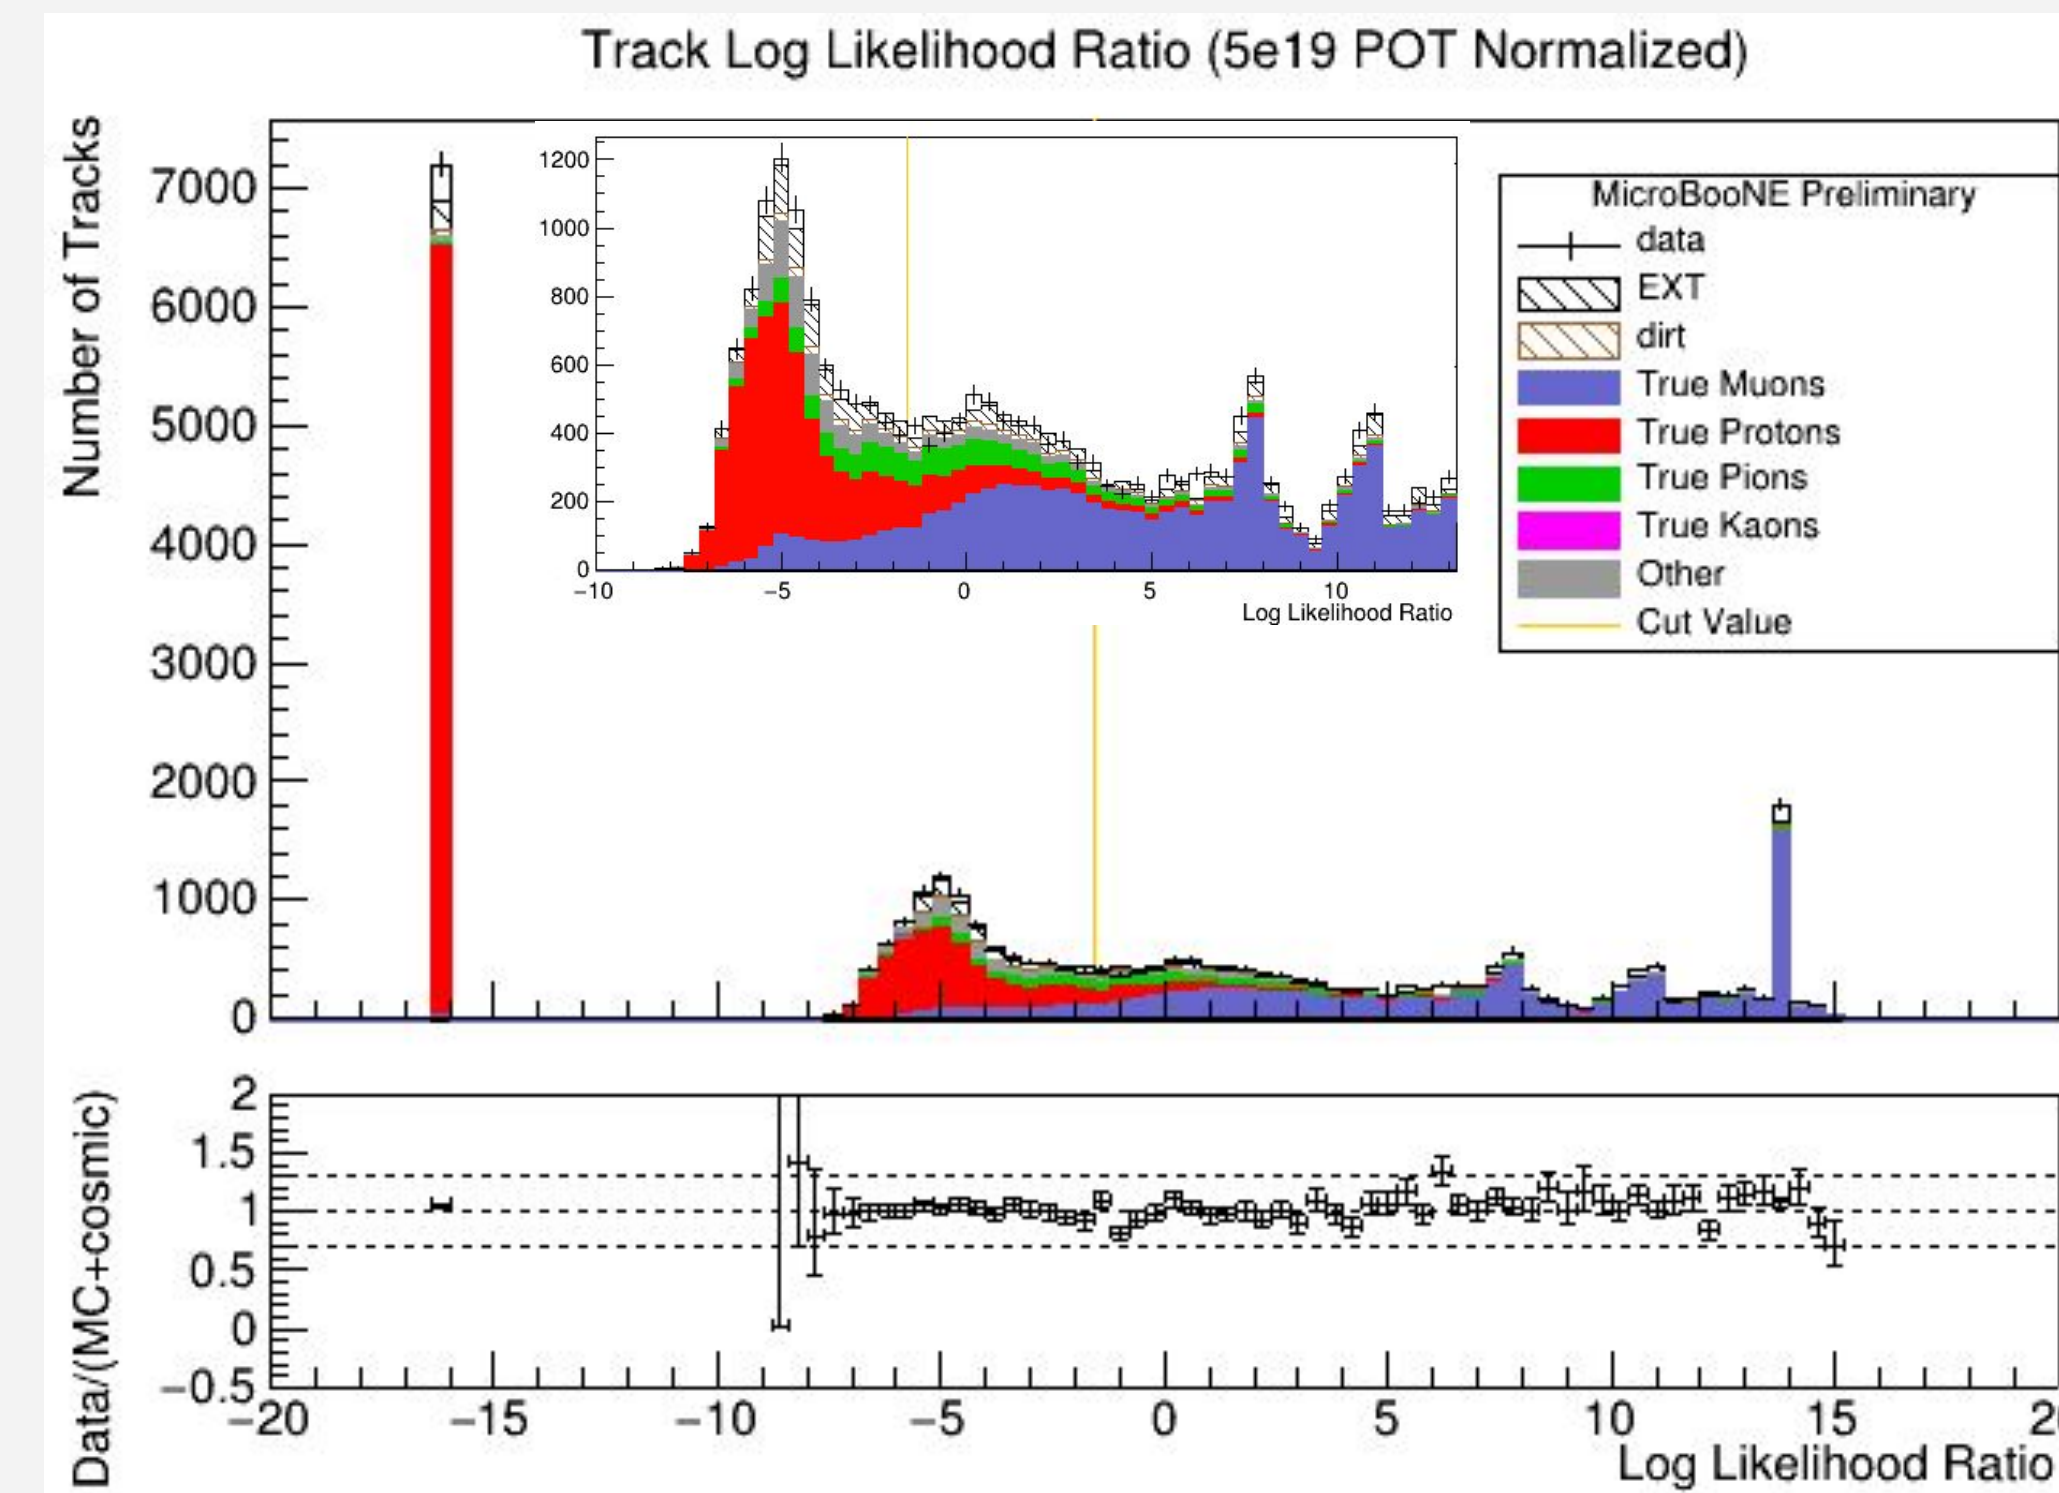 Track Log Likelihood Ratio (5e19 POT Normalized)
Number of Tracks
7000
6000
5000
4000
3000
2000
1000
0
1200
1000
800
600
400
200
0
−10
−5
0
5
10
Log Likelihood Ratio
MicroBooNE Preliminary
data
EXT
dirt
True Muons
True Protons
True Pions
True Kaons
Other
Cut Value
Data/(MC+cosmic)
2
1.5
1
0.5
0
−0.5
−20
−15
−10
−5
0
5
10
15
Log Likelihood Ratio